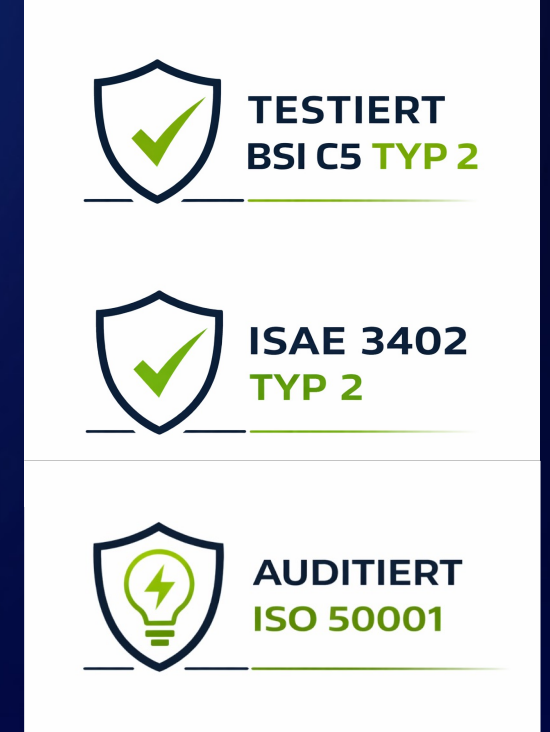 TESTIERT
BSI C5 TYP 2
ISAE 3402
TYP 2
AUDITIERT
ISO 50001